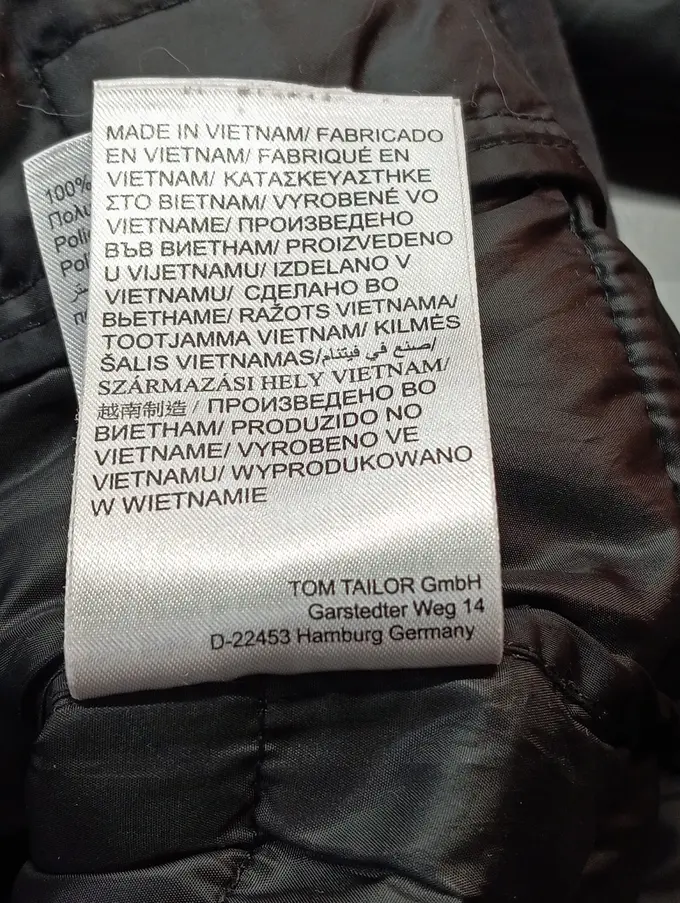 MADE IN VIETNAM/ FABRICADO
EN VIETNAM/ FABRIQUÉ EN
VIETNAM/ ΚΑΤΑΣΚΕΥΑΣΤΗΚΕ
ΣΤΟ ΒΙΕΤΝΑΜ/ VYROBENÉ VO
VIETNAME/ ПРОИЗВЕДЕНО
ВЪВ ВИЕТНАМ/ PROIZVEDENO
U VIJETNAMU/ IZDELANO V
VIETNAMU/ СДЕЛАНО ВО
ВЬЕТНАМЕ/ RAŽOTS VIETNAMA/
TOOTJAMMA VIETNAM/ KILMĖS
ŠALIS VIETNAMAS/صنع في فيتنام/
SZÁRMAZÁSI HELY VIETNAM/
越南制造 / ПРОИЗВЕДЕНО ВО
ВИЕТНАМ/ PRODUZIDO NO
VIETNAME/ VYROBENO VE
VIETNAMU/ WYPRODUKOWANO
W WIETNAMIE
TOM TAILOR GmbH
Garstedter Weg 14
D-22453 Hamburg Germany
100%